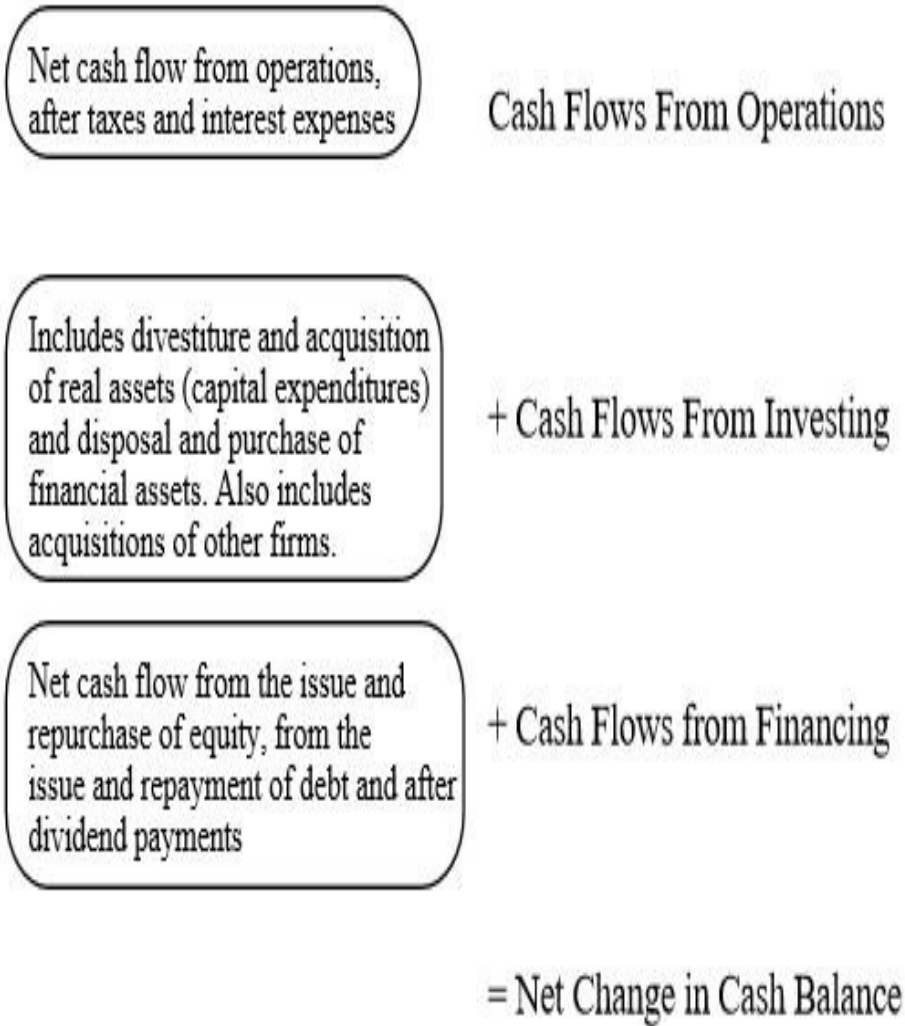 Net cash flow from operations,
after taxes and interest expenses
Cash Flows From Operations
Includes divestiture and acquisition
of real assets (capital expenditures)
and disposal and purchase of
financial assets. Also includes
acquisitions of other firms.
+ Cash Flows From Investing
Net cash flow from the issue and
repurchase of equity, from the
issue and repayment of debt and after
dividend payments
+ Cash Flows from Financing
= Net Change in Cash Balance